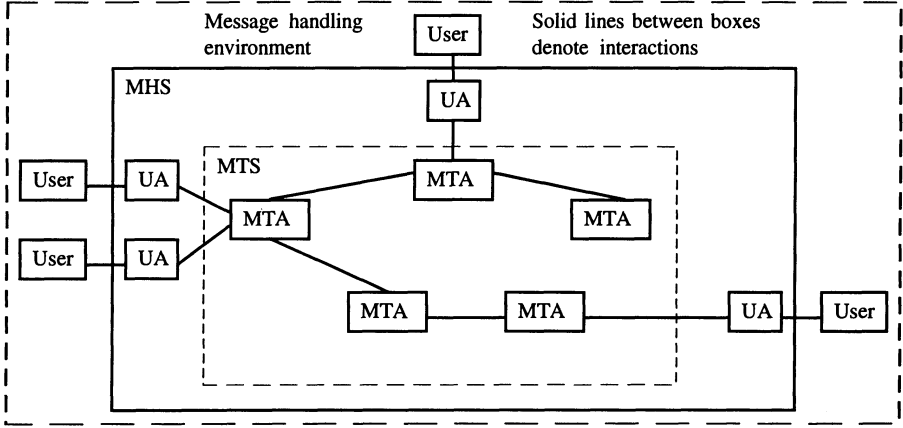 Message handling
environment
User
Solid lines between boxes
denote interactions
MHS
UA
MTS
User
UA
MTA
MTA
MTA
User
UA
MTA
MTA
UA
User